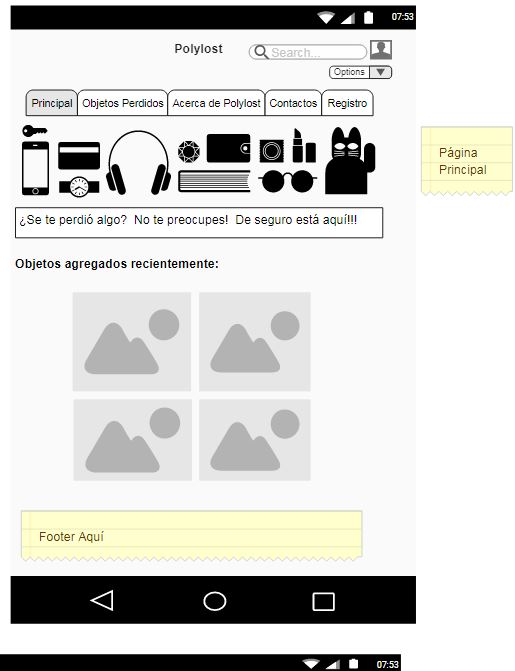 07:53
Polylost
Search...
Options
Principal
Objetos Perdidos
Acerca de Polylost
Contactos
Registro
Página
Principal
¿Se te perdió algo?  No te preocupes!  De seguro está aquí!!!
Objetos agregados recientemente:
Footer Aquí
07:53